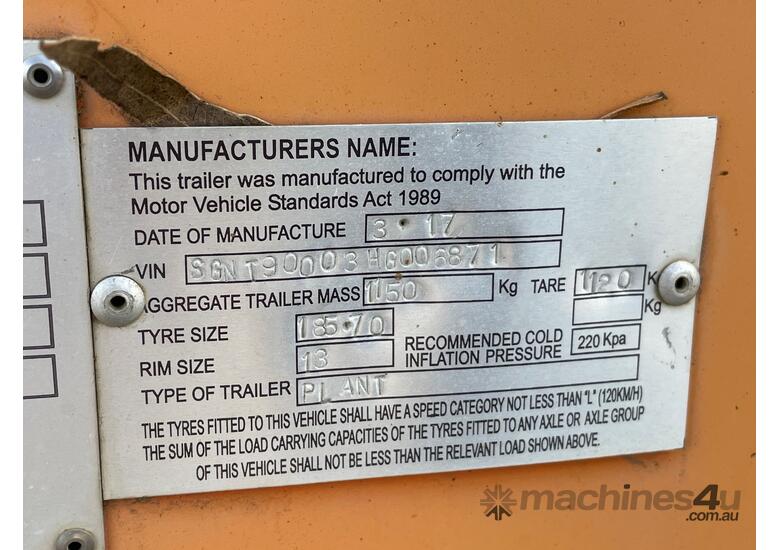 MANUFACTURERS NAME:
This trailer was manufactured to comply with the
Motor Vehicle Standards Act 1989
DATE OF MANUFACTURE 3 · 17
VIN SGNT90003HG006871
AGGREGATE TRAILER MASS 1150 Kg TARE 1120 K
Kg
TYRE SIZE 185·70
RIM SIZE 13
RECOMMENDED COLD
INFLATION PRESSURE 220 Kpa
TYPE OF TRAILER PLANT
THE TYRES FITTED TO THIS VEHICLE SHALL HAVE A SPEED CATEGORY NOT LESS THAN "L" (120KM/H)
THE SUM OF THE LOAD CARRYING CAPACITIES OF THE TYRES FITTED TO ANY AXLE OR AXLE GROUP
OF THIS VEHICLE SHALL NOT BE LESS THAN THE RELEVANT LOAD SHOWN ABOVE.
machines4u
.com.au